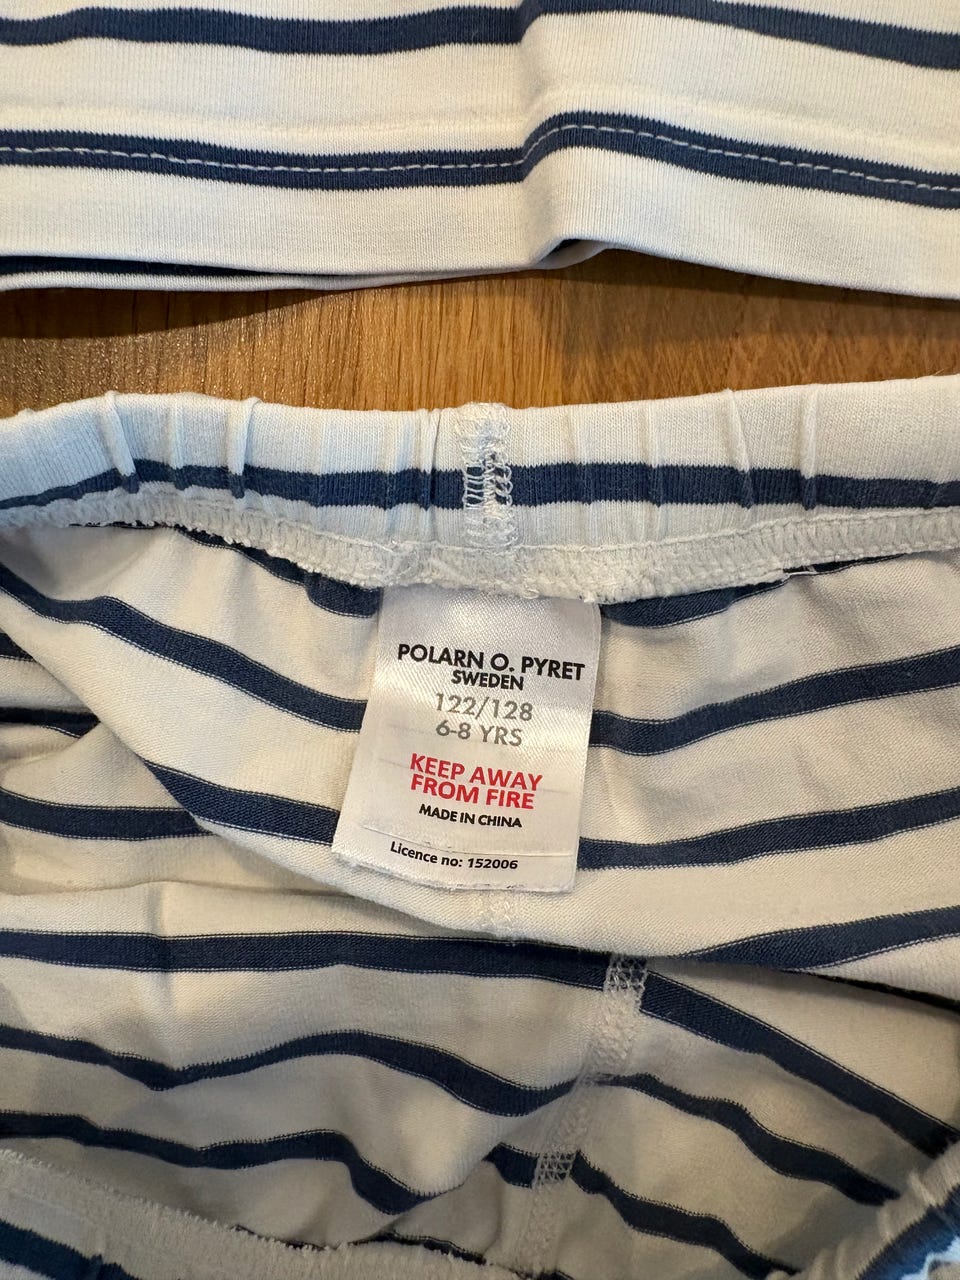 POLARN O. PYRET
SWEDEN
122/128
6-8 YRS
KEEP AWAY
FROM FIRE
MADE IN CHINA
Licence no: 152006